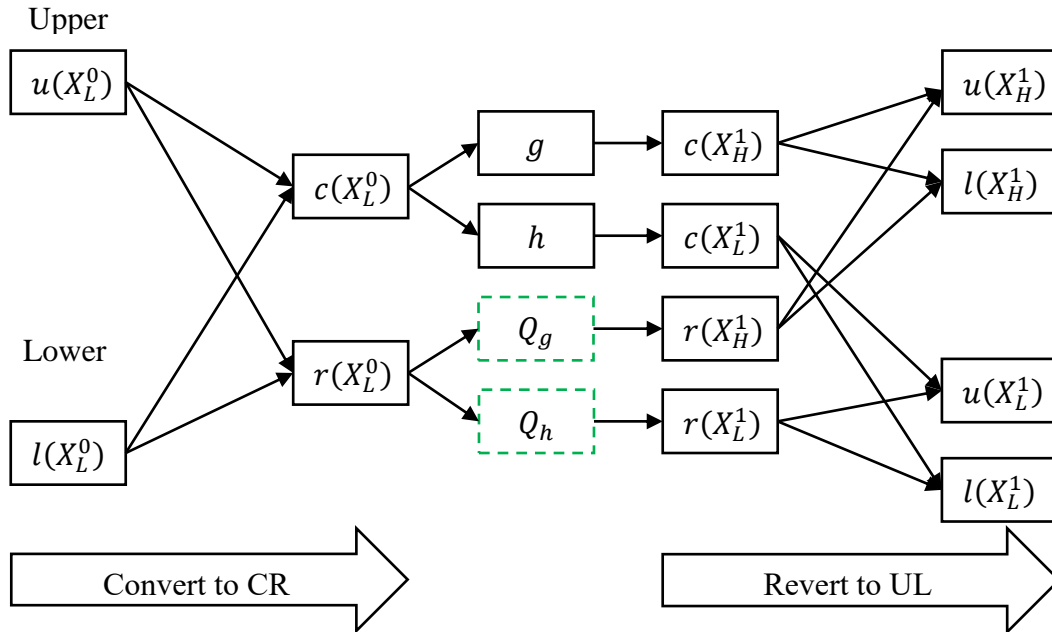 Upper
u(X_L^0)
c(X_L^0)
g
c(X_H^1)
u(X_H^1)
l(X_H^1)
h
c(X_L^1)
Lower
l(X_L^0)
r(X_L^0)
Q_g
r(X_H^1)
Q_h
r(X_L^1)
u(X_L^1)
l(X_L^1)
Convert to CR
Revert to UL